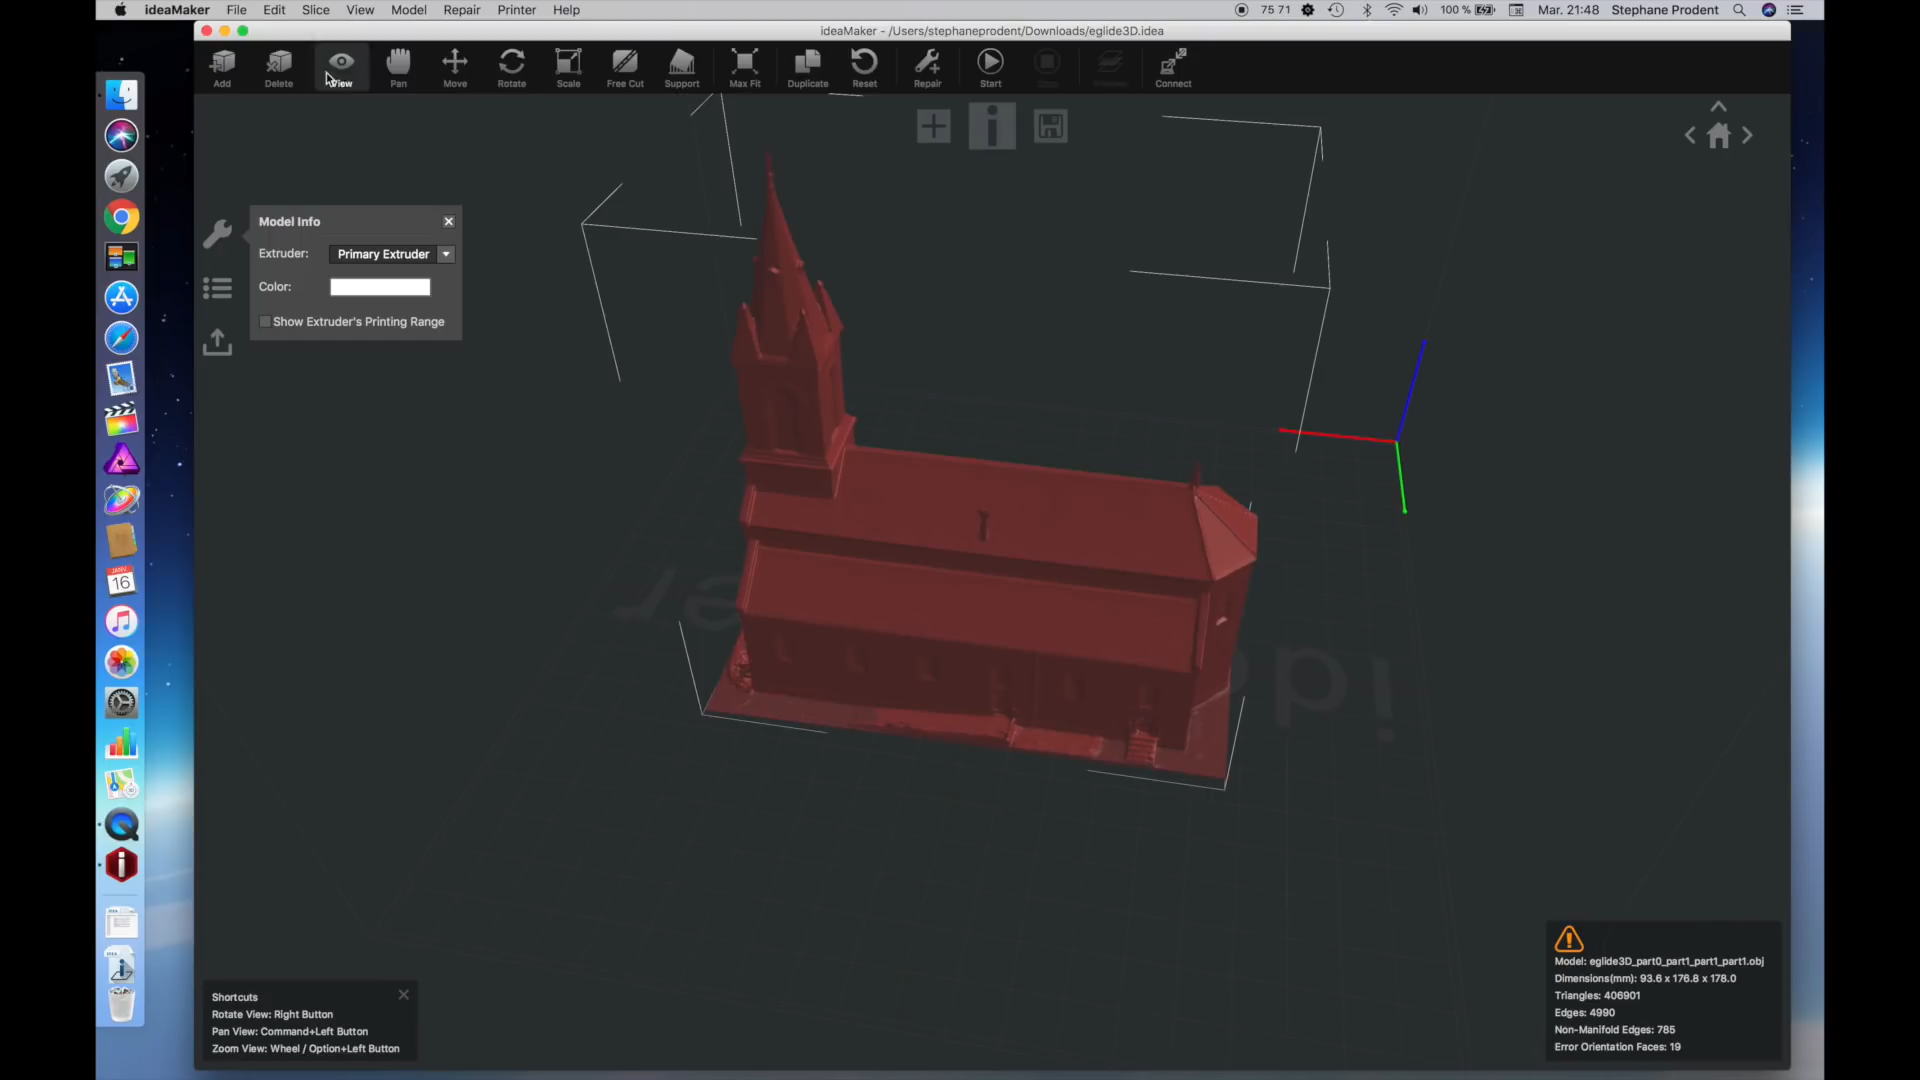 ideaMaker File Edit Slice View Model Repair Printer Help
75 71 100 % Mar. 21:48 Stephane Prodent
ideaMaker - /Users/stephaneprodent/Downloads/eglide3D.idea
Add Delete View Pan Move Rotate Scale Free Cut Support Max Fit Duplicate Reset Repair Start Connect
Model Info
Extruder: Primary Extruder
Color:
Show Extruder's Printing Range
JANV
16
Shortcuts
Rotate View: Right Button
Pan View: Command+Left Button
Zoom View: Wheel / Option+Left Button
Model: eglide3D_part0_part1_part1_part1.obj
Dimensions(mm): 93.6 x 176.8 x 178.0
Triangles: 406901
Edges: 4990
Non-Manifold Edges: 785
Error Orientation Faces: 19